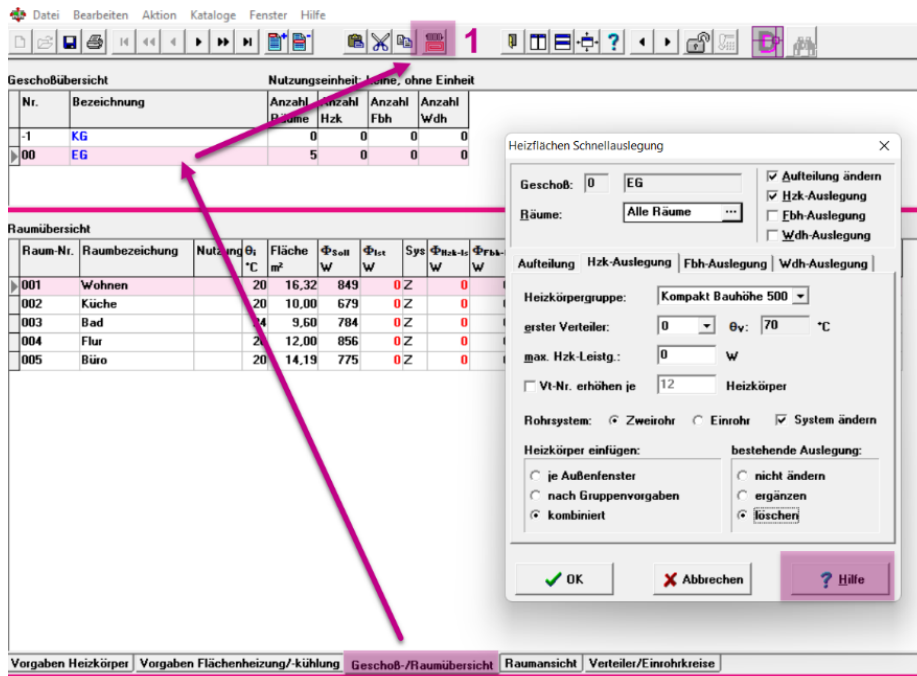 Datei Bearbeiten Aktion Kataloge Fenster Hilfe
1
Geschoßübersicht Nutzungseinheit: keine, ohne Einheit
Nr. Bezeichnung Anzahl Räume Anzahl Hzk Anzahl Fbh Anzahl Wdh
-1 KG 0 0 0 0
00 EG 5 0 0 0
Raumübersicht
Raum-Nr. Raumbezeichung Nutzung θi °C Fläche m² ΦSoll W ΦIst W Sys ΦHzk-Is W W
001 Wohnen 20 16,32 849 0 Z 0
002 Küche 20 10,00 679 0 Z 0
003 Bad 24 9,60 784 0 Z 0
004 Flur 20 12,00 856 0 Z 0
005 Büro 20 14,19 775 0 Z 0
Heizflächen Schnellauslegung
Geschoß: 0 EG
Räume: Alle Räume ...
Aufteilung ändern
Hzk-Auslegung
Fbh-Auslegung
Wdh-Auslegung
Aufteilung Hzk-Auslegung Fbh-Auslegung Wdh-Auslegung
Heizkörpergruppe: Kompakt Bauhöhe 500
erster Verteiler: 0 θV: 70 °C
max. Hzk-Leistg.: 0 W
Vt-Nr. erhöhen je 12 Heizkörper
Rohrsystem: Zweirohr Einrohr System ändern
Heizkörper einfügen:
je Außenfenster
nach Gruppenvorgaben
kombiniert
bestehende Auslegung:
nicht ändern
ergänzen
löschen
OK Abbrechen ? Hilfe
Vorgaben Heizkörper Vorgaben Flächenheizung/-kühlung Geschoß-/Raumübersicht Raumansicht Verteiler/Einrohrkreise